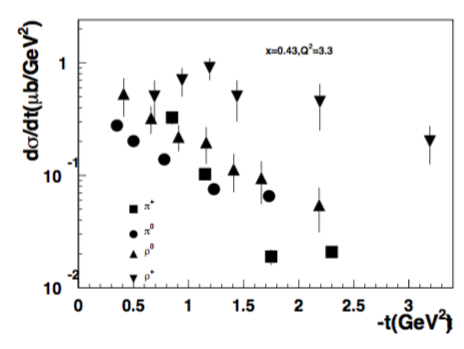 dσ/dt(μb/GeV²)
x=0.43,Q²=3.3
1
10⁻¹
10⁻²
π⁺
π⁰
ρ⁰
ρ⁺
0 0.5 1 1.5 2 2.5 3
-t(GeV²)